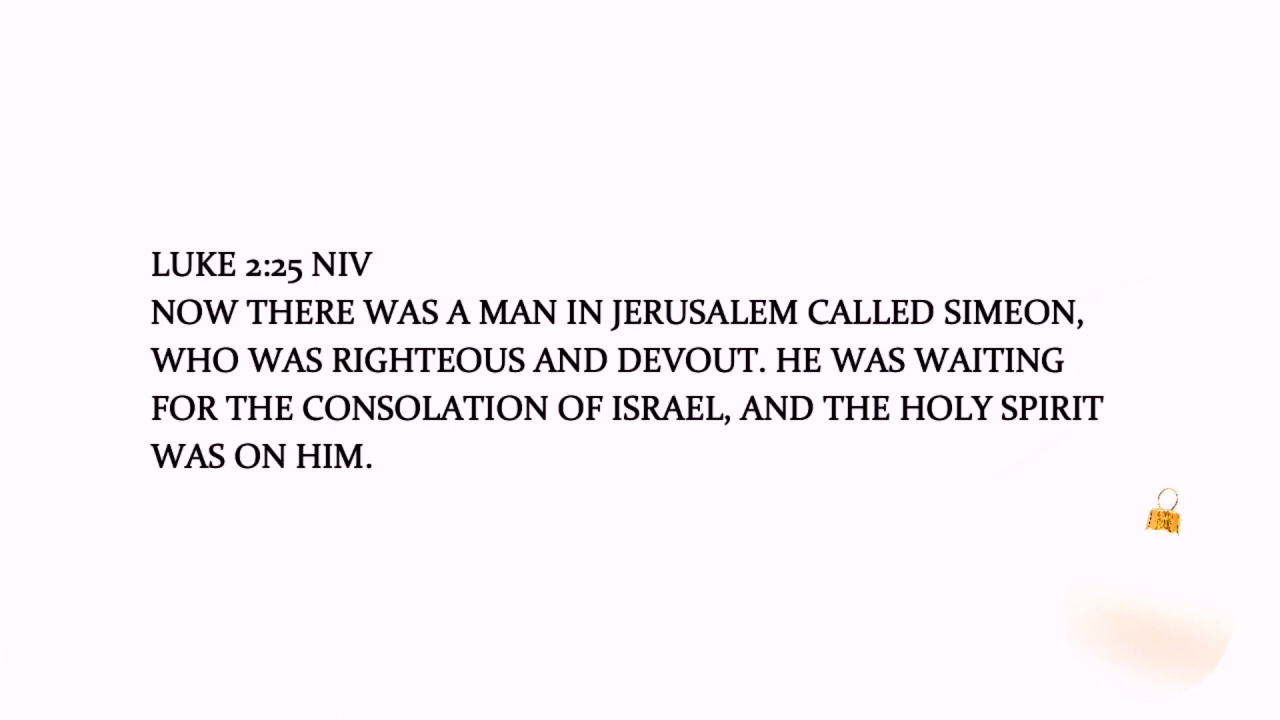 LUKE 2:25 NIV
NOW THERE WAS A MAN IN JERUSALEM CALLED SIMEON,
WHO WAS RIGHTEOUS AND DEVOUT. HE WAS WAITING
FOR THE CONSOLATION OF ISRAEL, AND THE HOLY SPIRIT
WAS ON HIM.